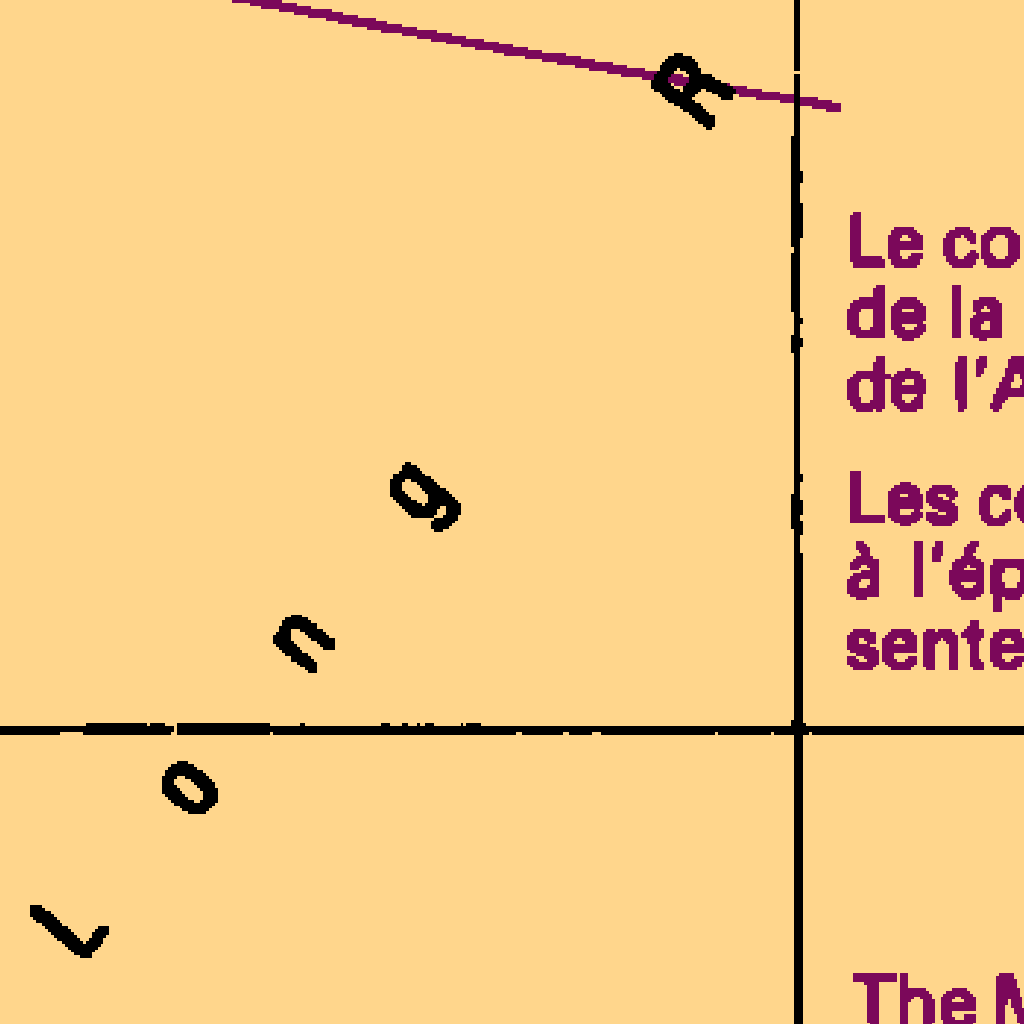 Long R
Le co
de la
de l'A
Les co
à l'ép
sente
The M